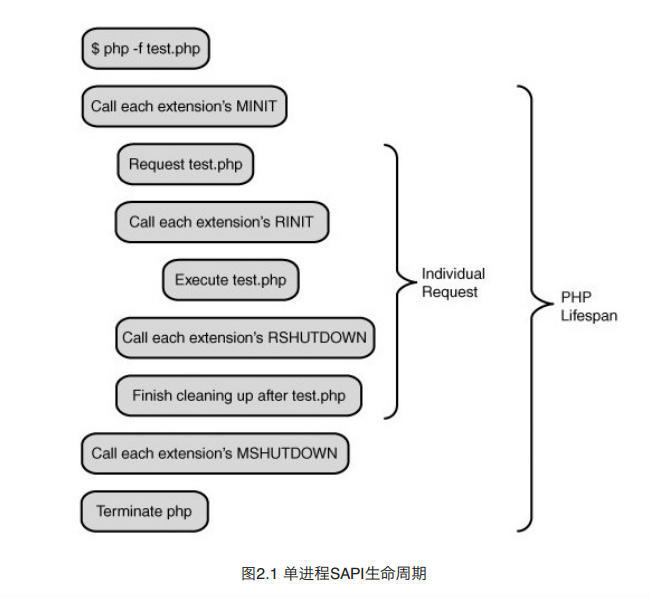 $ php -f test.php
Call each extension's MINIT
Request test.php
Call each extension's RINIT
Execute test.php
Individual
Request
PHP
Lifespan
Call each extension's RSHUTDOWN
Finish cleaning up after test.php
Call each extension's MSHUTDOWN
Terminate php
图2.1 单进程SAPI生命周期